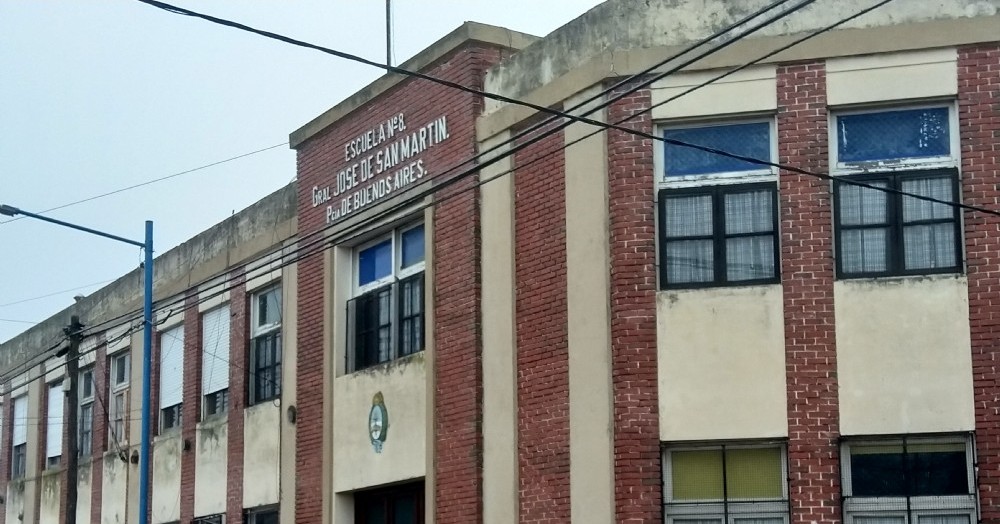 ESCUELA Nº8.
GRAL JOSE DE SAN MARTIN.
PCIA DE BUENOS AIRES.